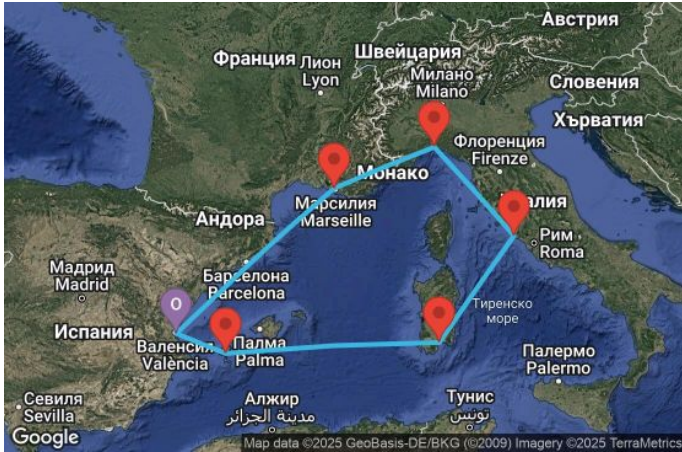 Австрия
Франция
Лион
Lyon
Швейцария
Милано
Milano
Словения
Хърватия
Флоренция
Firenze
Монако
Марсилия
Marseille
Андора
алия
Рим
Roma
Мадрид
Madrid
Барселона
Barcelona
O
Тиренско
море
Испания
Валенсия
València
Палма
Palma
Палермо
Palermo
Севиля
Sevilla
Алжир
مدينة الجزائر
Тунис
تونس
Google
Map data ©2025 GeoBasis-DE/BKG (©2009) Imagery ©2025 TerraMetrics